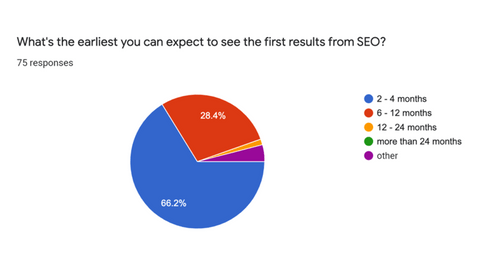 What's the earliest you can expect to see the first results from SEO?
75 responses
28.4%
66.2%
2 - 4 months
6 - 12 months
12 - 24 months
more than 24 months
other